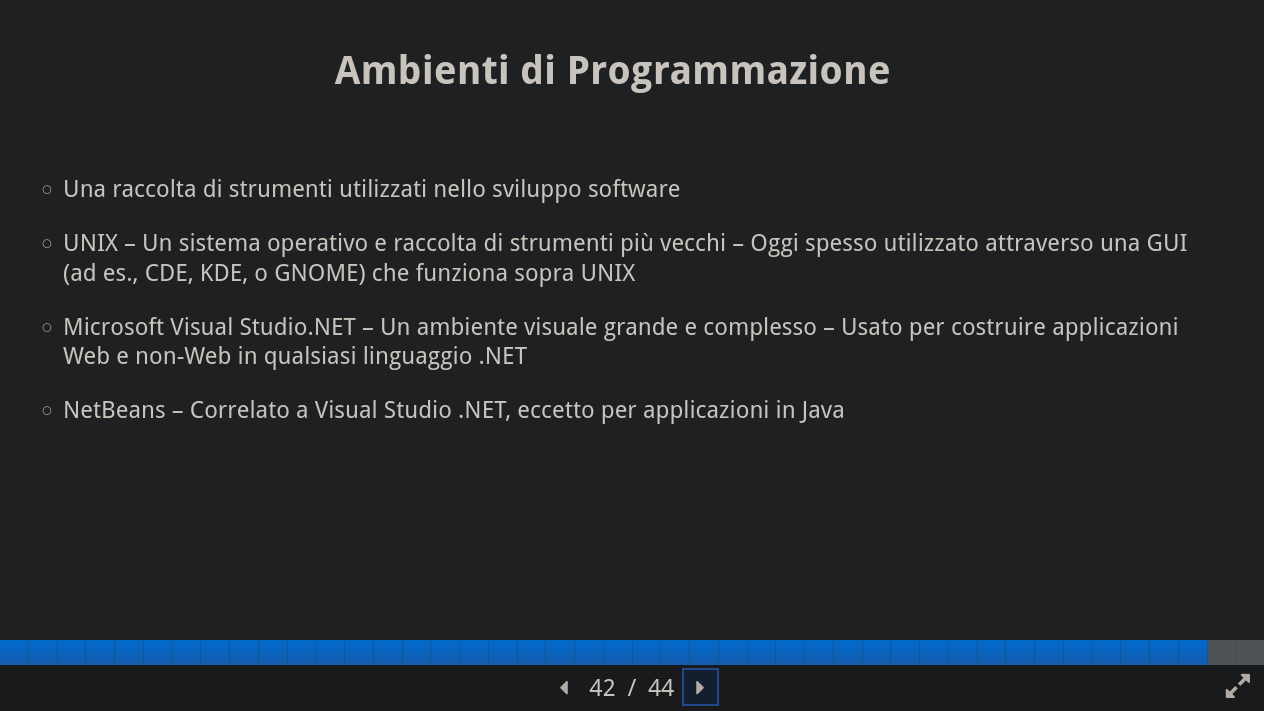 Ambienti di Programmazione
Una raccolta di strumenti utilizzati nello sviluppo software
UNIX – Un sistema operativo e raccolta di strumenti più vecchi – Oggi spesso utilizzato attraverso una GUI
(ad es., CDE, KDE, o GNOME) che funziona sopra UNIX
Microsoft Visual Studio.NET – Un ambiente visuale grande e complesso – Usato per costruire applicazioni
Web e non-Web in qualsiasi linguaggio .NET
NetBeans – Correlato a Visual Studio .NET, eccetto per applicazioni in Java
42 / 44